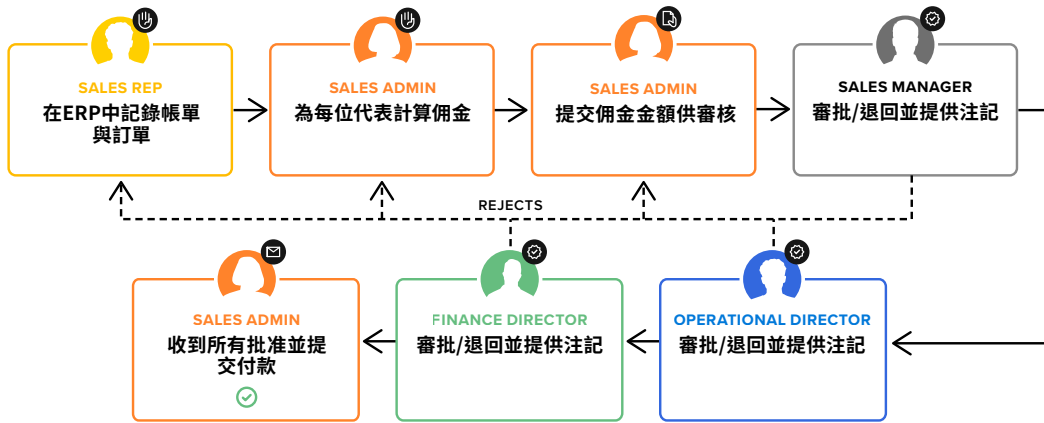 SALES REP
在ERP中記錄帳單
與訂單
SALES ADMIN
為每位代表計算佣金
SALES ADMIN
提交佣金金額供審核
SALES MANAGER
審批/退回並提供注記
REJECTS
SALES ADMIN
收到所有批准並提
交付款
FINANCE DIRECTOR
審批/退回並提供注記
OPERATIONAL DIRECTOR
審批/退回並提供注記